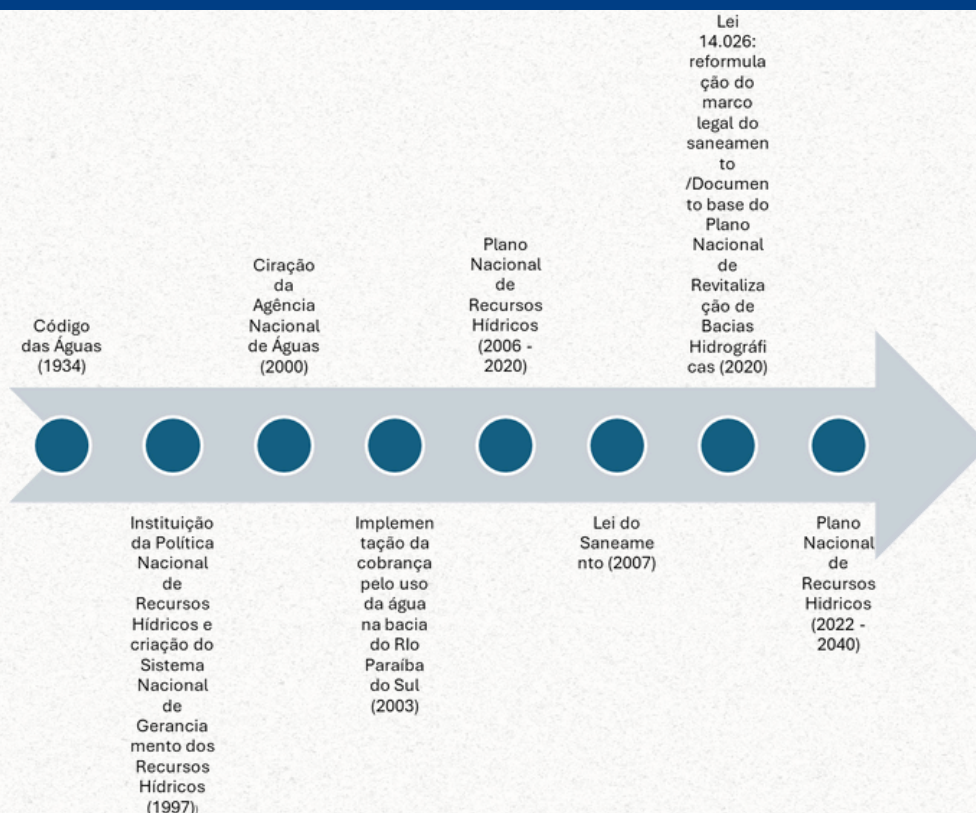 Código
das Águas
(1934)
Instituição
da Política
Nacional
de
Recursos
Hídricos e
criação do
Sistema
Nacional
de
Gerancia
mento dos
Recursos
Hídricos
(1997)
Ciração
da
Agência
Nacional
de Águas
(2000)
Implemen
tação da
cobrança
pelo uso
da água
na bacia
do RIo
Paraíba
do Sul
(2003)
Plano
Nacional
de
Recursos
Hídricos
(2006 -
2020)
Lei do
Saneame
nto (2007)
Lei
14.026:
reformula
ção do
marco
legal do
saneamen
to
/Documen
to base do
Plano
Nacional
de
Revitaliza
ção de
Bacias
Hidrográfi
cas (2020)
Plano
Nacional
de
Recursos
Hidricos
(2022 -
2040)